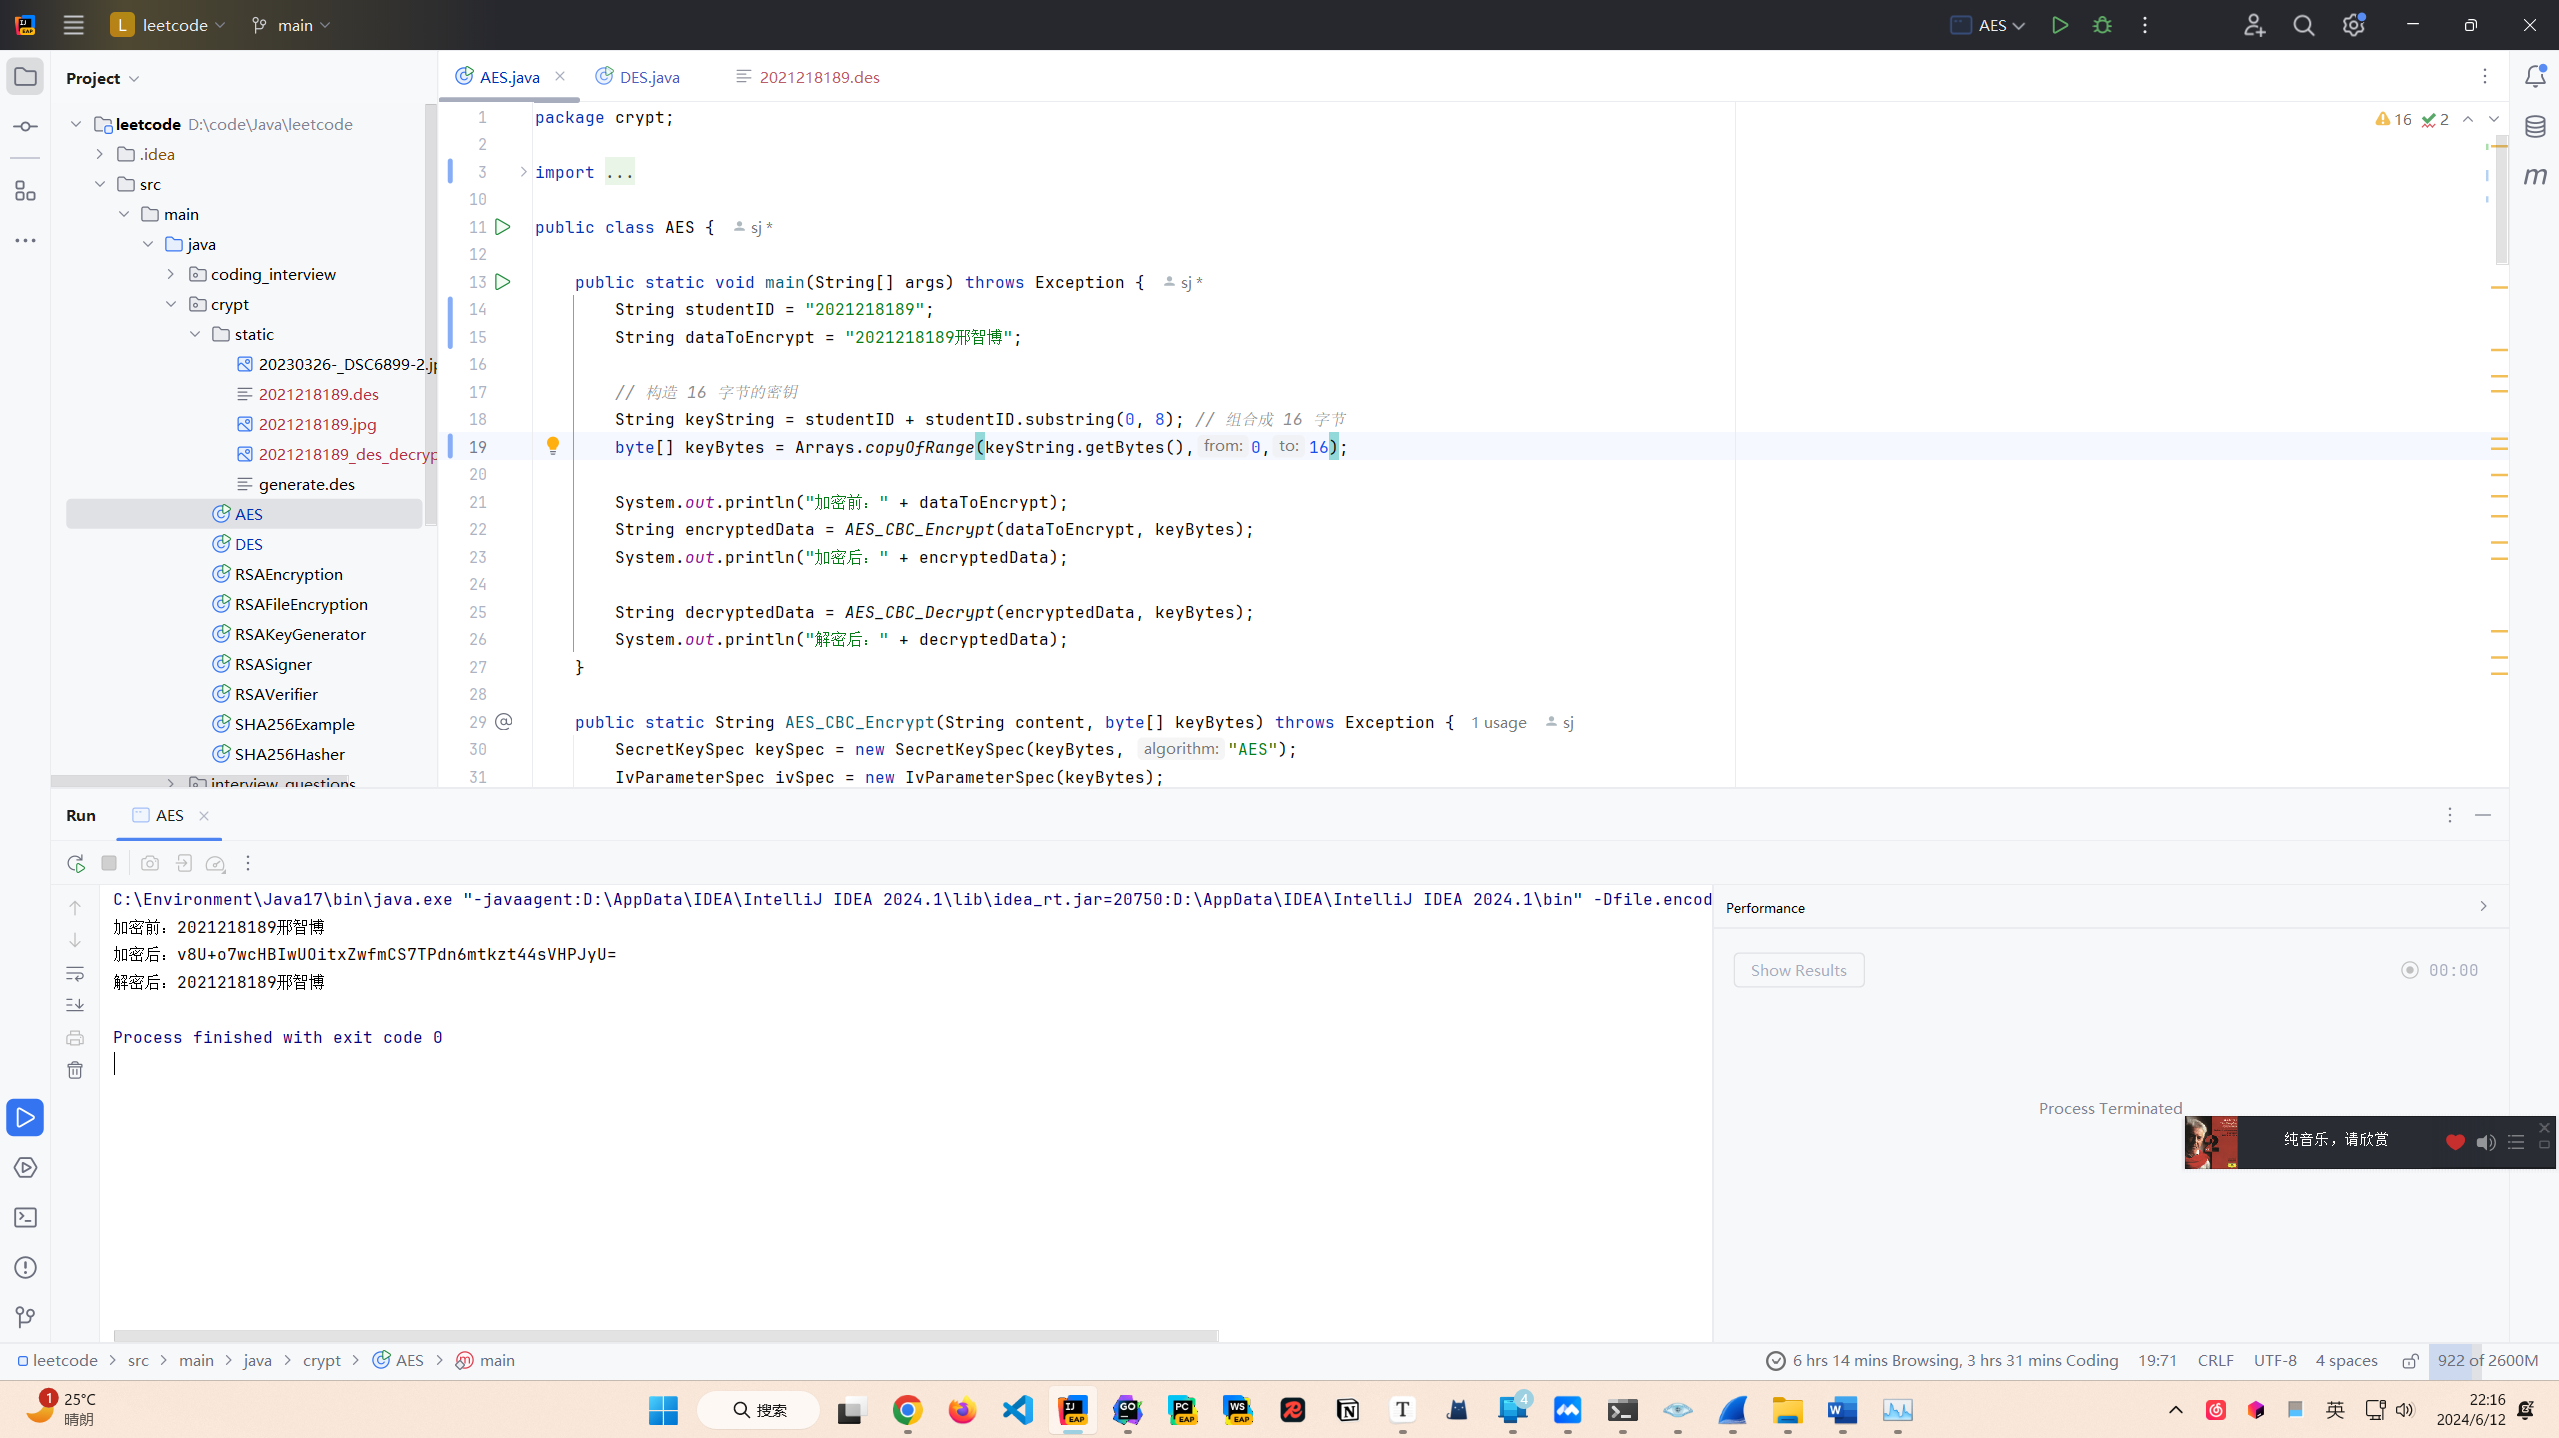 L leetcode main AES
Project
AES.java DES.java 2021218189.des
leetcode D:\code\Java\leetcode
.idea
src
main
java
coding_interview
crypt
static
20230326-_DSC6899-2.jp
2021218189.des
2021218189.jpg
2021218189_des_decryp
generate.des
AES
DES
RSAEncryption
RSAFileEncryption
RSAKeyGenerator
RSASigner
RSAVerifier
SHA256Example
SHA256Hasher
interview_questions
16 2
1 package crypt;
2
3 import ...
10
11 public class AES { sj *
12
13 public static void main(String[] args) throws Exception { sj *
14 String studentID = "2021218189";
15 String dataToEncrypt = "2021218189邢智博";
16
17 // 构造 16 字节的密钥
18 String keyString = studentID + studentID.substring(0, 8); // 组合成 16 字节
19 byte[] keyBytes = Arrays.copyOfRange(keyString.getBytes(), from: 0, to: 16);
20
21 System.out.println("加密前：" + dataToEncrypt);
22 String encryptedData = AES_CBC_Encrypt(dataToEncrypt, keyBytes);
23 System.out.println("加密后：" + encryptedData);
24
25 String decryptedData = AES_CBC_Decrypt(encryptedData, keyBytes);
26 System.out.println("解密后：" + decryptedData);
27 }
28
29 public static String AES_CBC_Encrypt(String content, byte[] keyBytes) throws Exception { 1 usage sj
30 SecretKeySpec keySpec = new SecretKeySpec(keyBytes, algorithm: "AES");
31 IvParameterSpec ivSpec = new IvParameterSpec(keyBytes);
Run AES
C:\Environment\Java17\bin\java.exe "-javaagent:D:\AppData\IDEA\IntelliJ IDEA 2024.1\lib\idea_rt.jar=20750:D:\AppData\IDEA\IntelliJ IDEA 2024.1\bin" -Dfile.encod
加密前：2021218189邢智博
加密后：v8U+o7wcHBIwUOitxZwfmCS7TPdn6mtkzt44sVHPJyU=
解密后：2021218189邢智博
Process finished with exit code 0
Performance
Show Results 00:00
Process Terminated
纯音乐，请欣赏
leetcode > src > main > java > crypt > AES > main
6 hrs 14 mins Browsing, 3 hrs 31 mins Coding 19:71 CRLF UTF-8 4 spaces 922 of 2600M
1 25°C
晴朗
搜索
4
英
22:16
2024/6/12